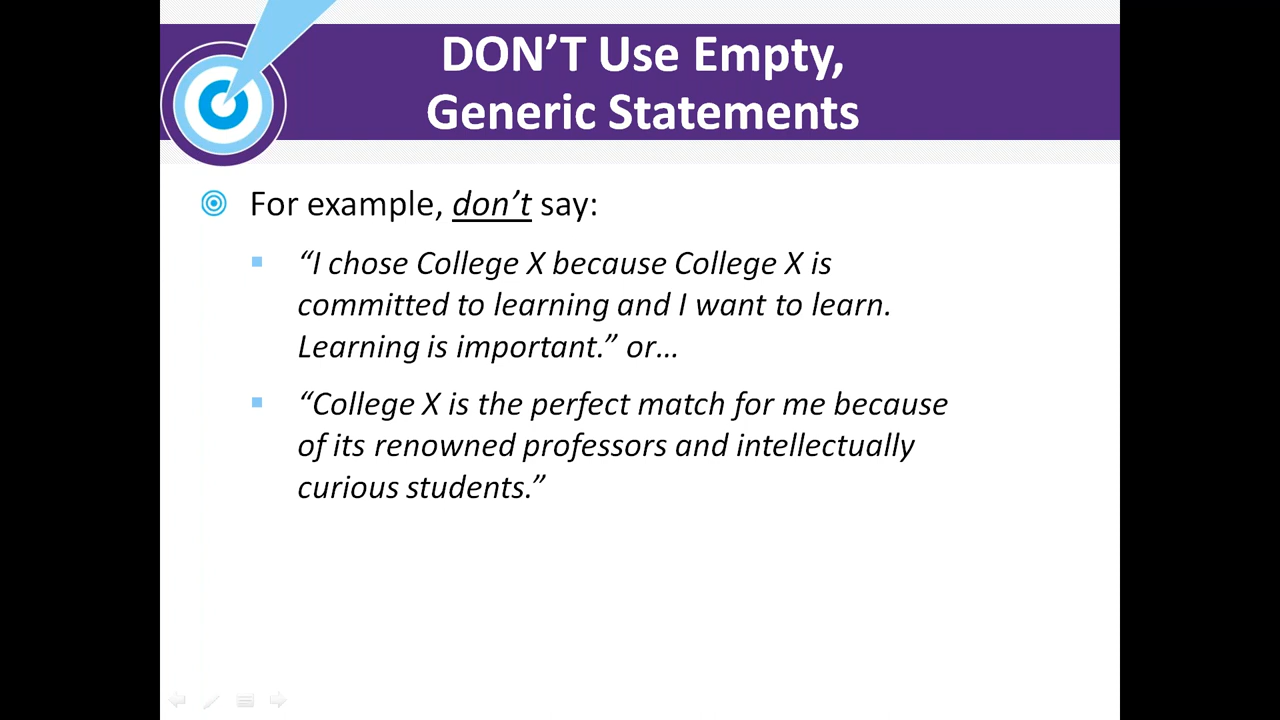 DON’T Use Empty,
Generic Statements
For example, don’t say:
“I chose College X because College X is
committed to learning and I want to learn.
Learning is important.” or…
“College X is the perfect match for me because
of its renowned professors and intellectually
curious students.”